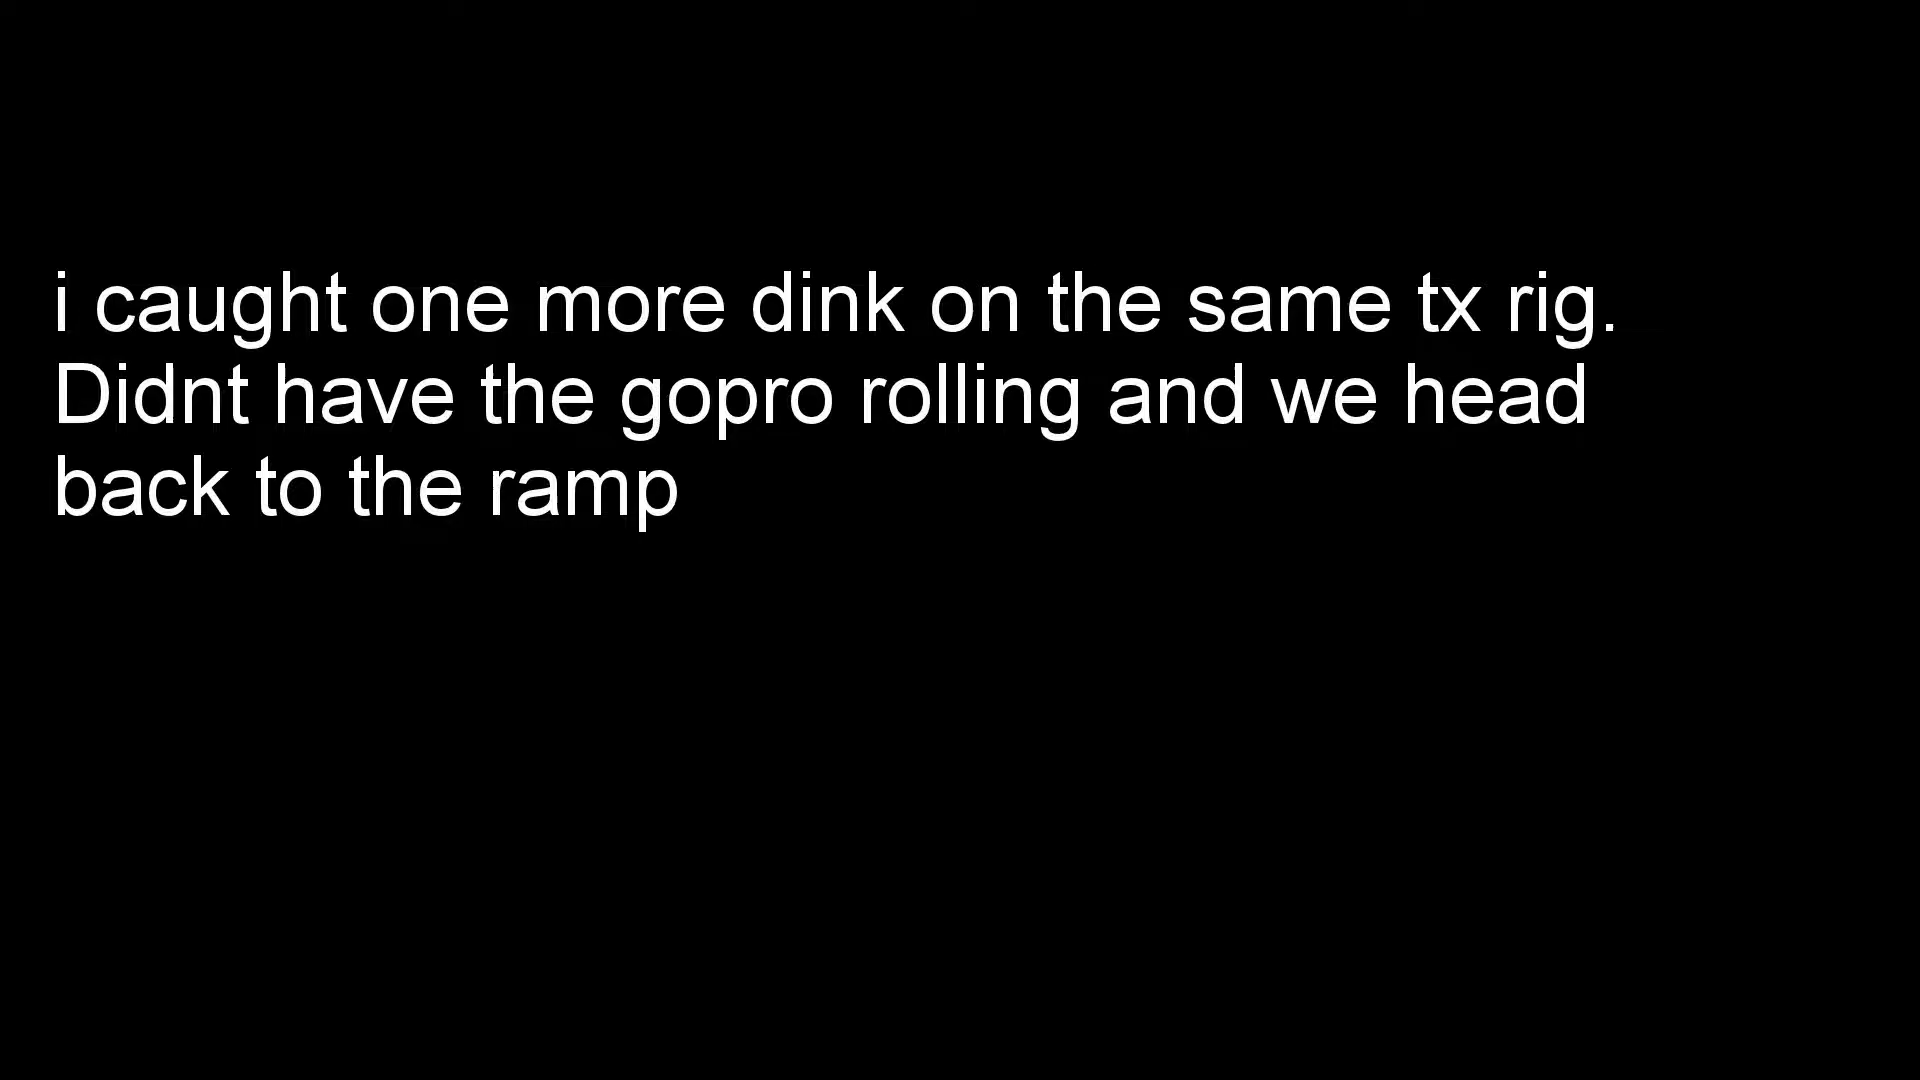 i caught one more dink on the same tx rig.
Didnt have the gopro rolling and we head
back to the ramp